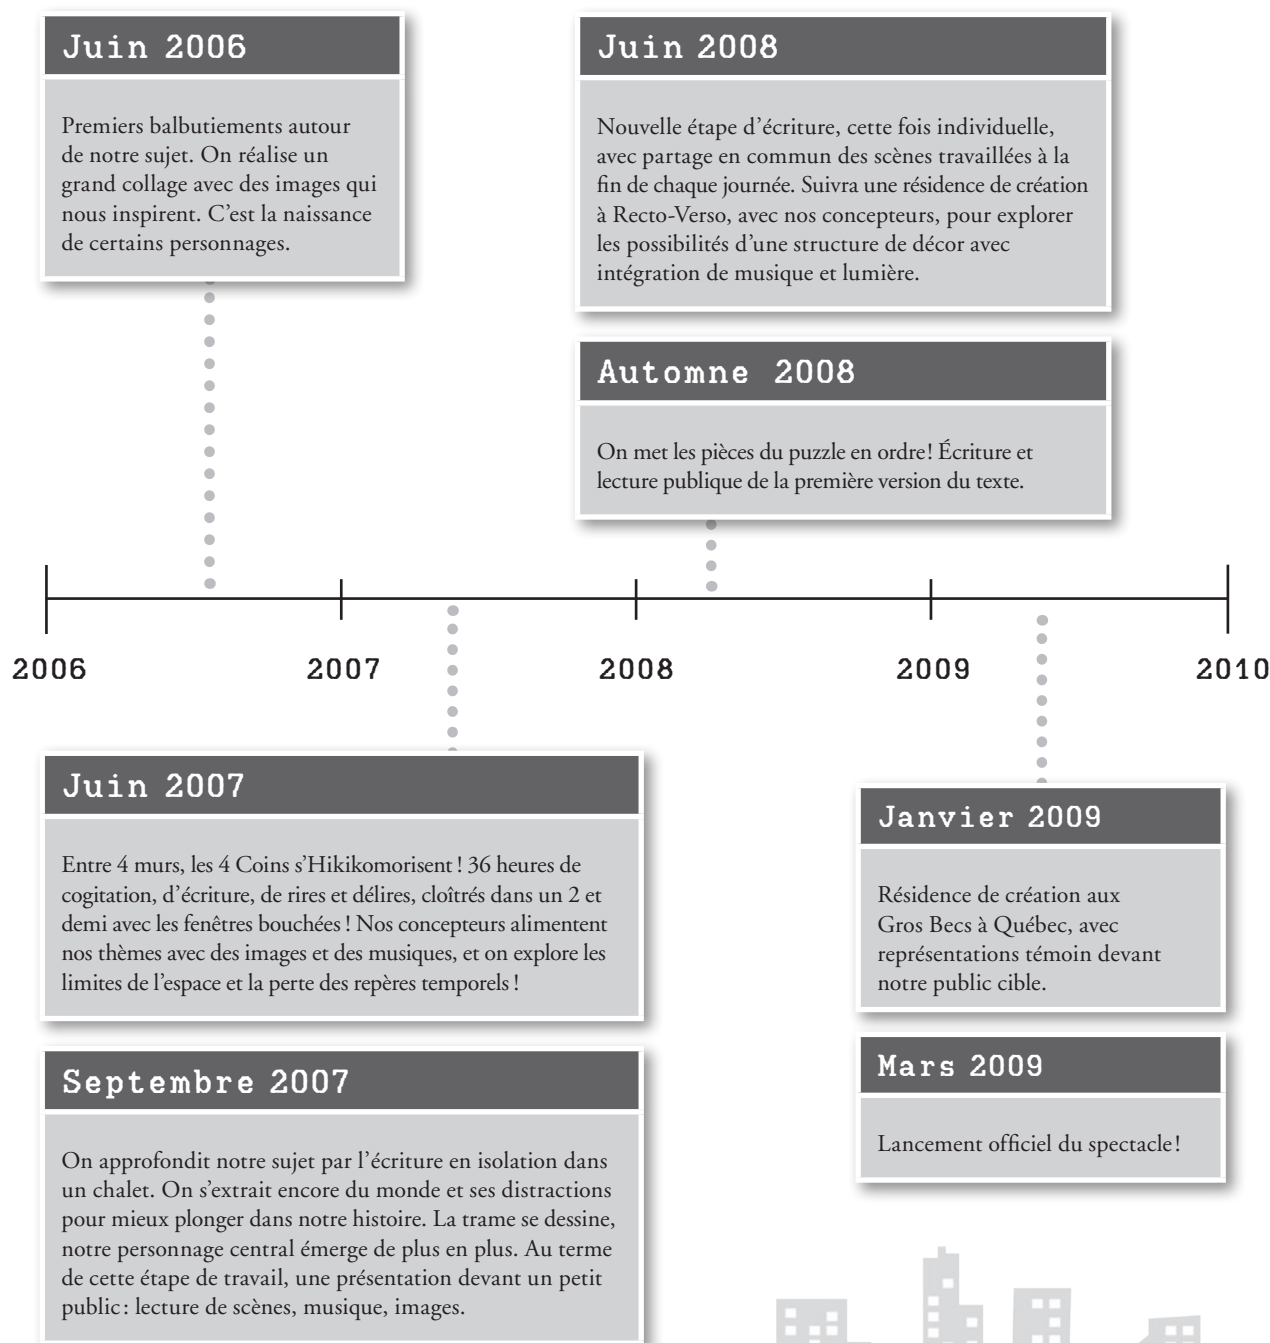 Juin 2006
Premiers balbutiements autour
de notre sujet. On réalise un
grand collage avec des images qui
nous inspirent. C’est la naissance
de certains personnages.
Juin 2008
Nouvelle étape d’écriture, cette fois individuelle,
avec partage en commun des scènes travaillées à la
fin de chaque journée. Suivra une résidence de création
à Recto-Verso, avec nos concepteurs, pour explorer
les possibilités d’une structure de décor avec
intégration de musique et lumière.
Automne 2008
On met les pièces du puzzle en ordre! Écriture et
lecture publique de la première version du texte.
2006 2007 2008 2009 2010
Juin 2007
Entre 4 murs, les 4 Coins s’Hikikomorisent ! 36 heures de
cogitation, d’écriture, de rires et délires, cloîtrés dans un 2 et
demi avec les fenêtres bouchées ! Nos concepteurs alimentent
nos thèmes avec des images et des musiques, et on explore les
limites de l’espace et la perte des repères temporels !
Septembre 2007
On approfondit notre sujet par l’écriture en isolation dans
un chalet. On s’extrait encore du monde et ses distractions
pour mieux plonger dans notre histoire. La trame se dessine,
notre personnage central émerge de plus en plus. Au terme
de cette étape de travail, une présentation devant un petit
public : lecture de scènes, musique, images.
Janvier 2009
Résidence de création aux
Gros Becs à Québec, avec
représentations témoin devant
notre public cible.
Mars 2009
Lancement officiel du spectacle!